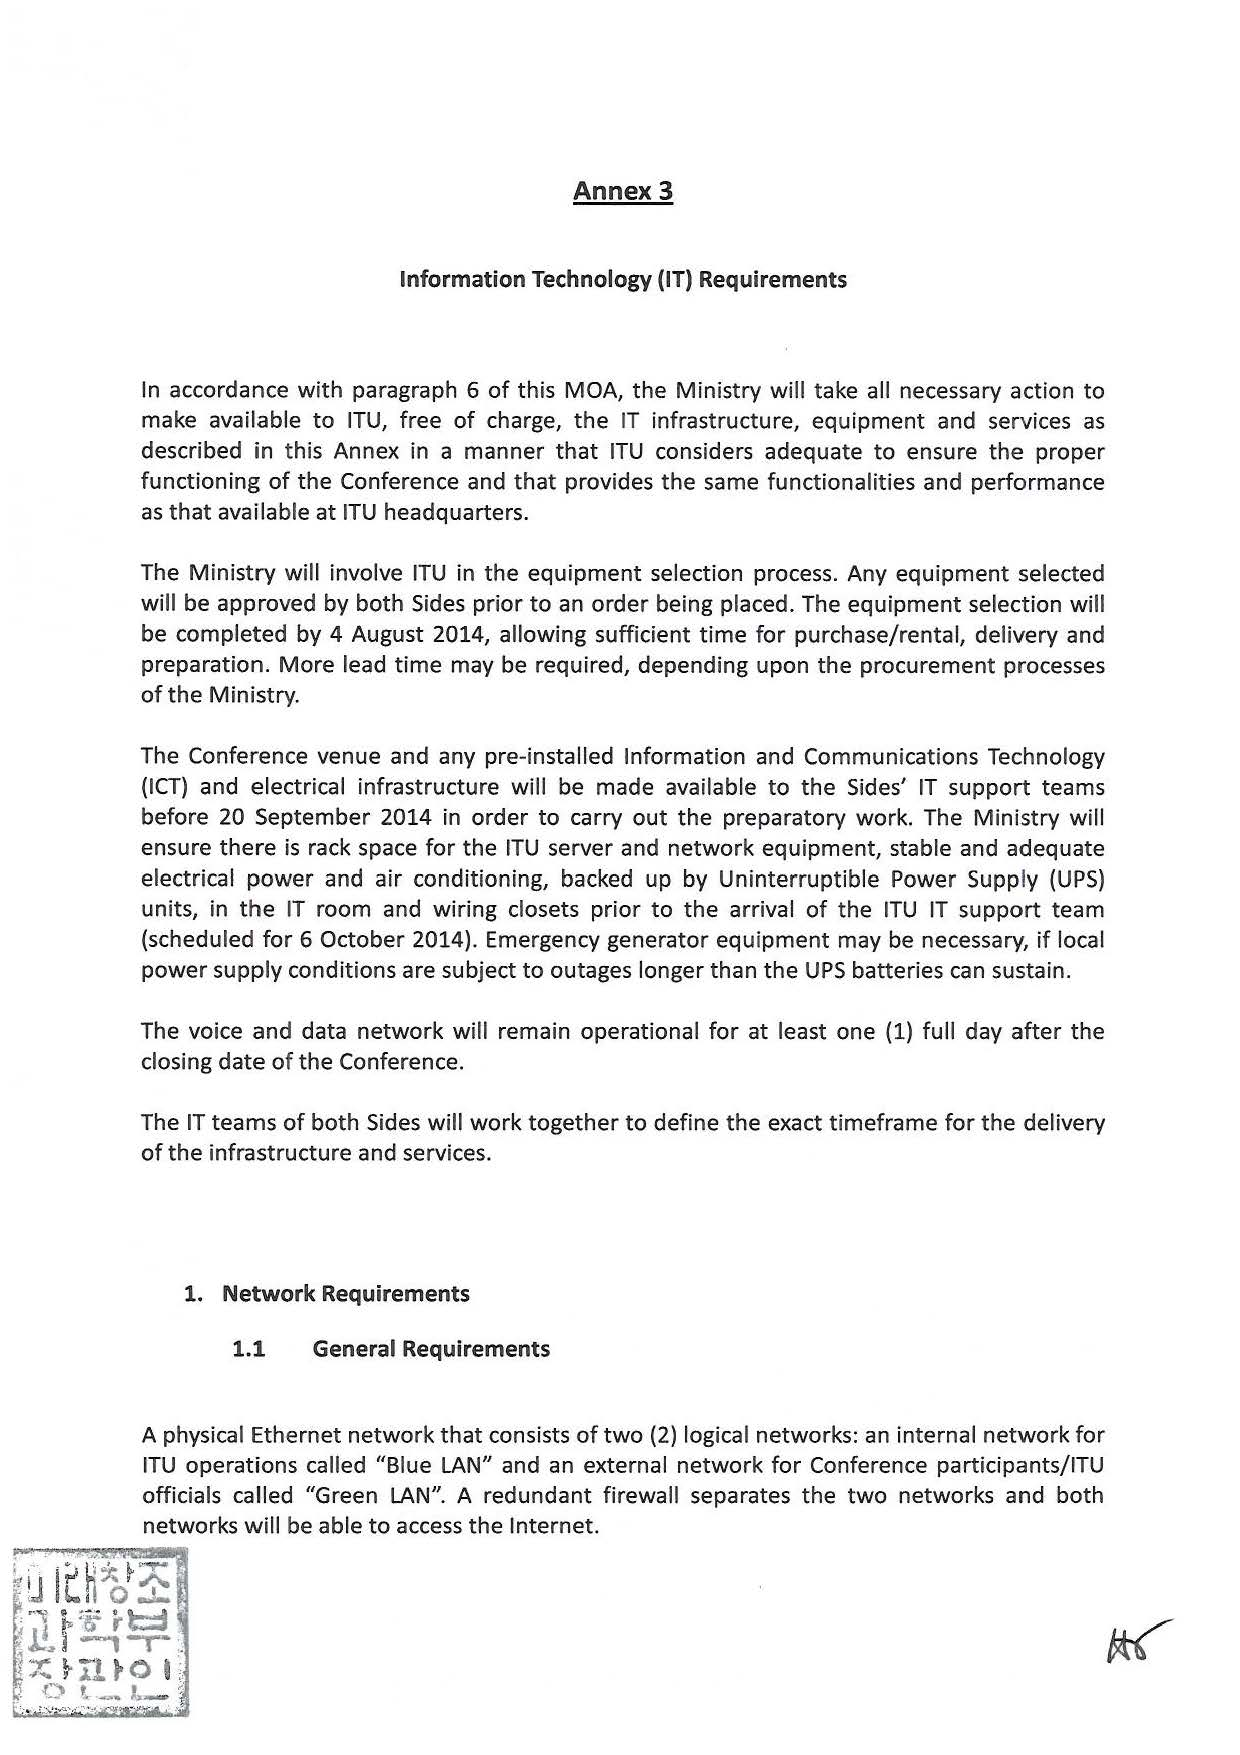 Annex 3
Information Technology (IT) Requirements
In accordance with paragraph 6 of this MOA, the Ministry will take all necessary action to
make available to ITU, free of charge, the IT infrastructure, equipment and services as
described in this Annex in a manner that ITU considers adequate to ensure the proper
functioning of the Conference and that provides the same functionalities and performance
as that available at ITU headquarters.
The Ministry will involve ITU in the equipment selection process. Any equipment selected
will be approved by both Sides prior to an order being placed. The equipment selection will
be completed by 4 August 2014, allowing sufficient time for purchase/rental, delivery and
preparation. More lead time may be required, depending upon the procurement processes
of the Ministry.
The Conference venue and any pre-installed Information and Communications Technology
(ICT) and electrical infrastructure will be made available to the Sides’ IT support teams
before 20 September 2014 in order to carry out the preparatory work. The Ministry will
ensure there is rack space for the ITU server and network equipment, stable and adequate
electrical power and air conditioning, backed up by Uninterruptible Power Supply (UPS)
units, in the IT room and wiring closets prior to the arrival of the ITU IT support team
(scheduled for 6 October 2014). Emergency generator equipment may be necessary, if local
power supply conditions are subject to outages longer than the UPS batteries can sustain.
The voice and data network will remain operational for at least one (1) full day after the
closing date of the Conference.
The IT teams of both Sides will work together to define the exact timeframe for the delivery
of the infrastructure and services.
1. Network Requirements
1.1 General Requirements
A physical Ethernet network that consists of two (2) logical networks: an internal network for
ITU operations called “Blue LAN” and an external network for Conference participants/ITU
officials called “Green LAN”. A redundant firewall separates the two networks and both
networks will be able to access the Internet.
미래창조
과학부
장관인